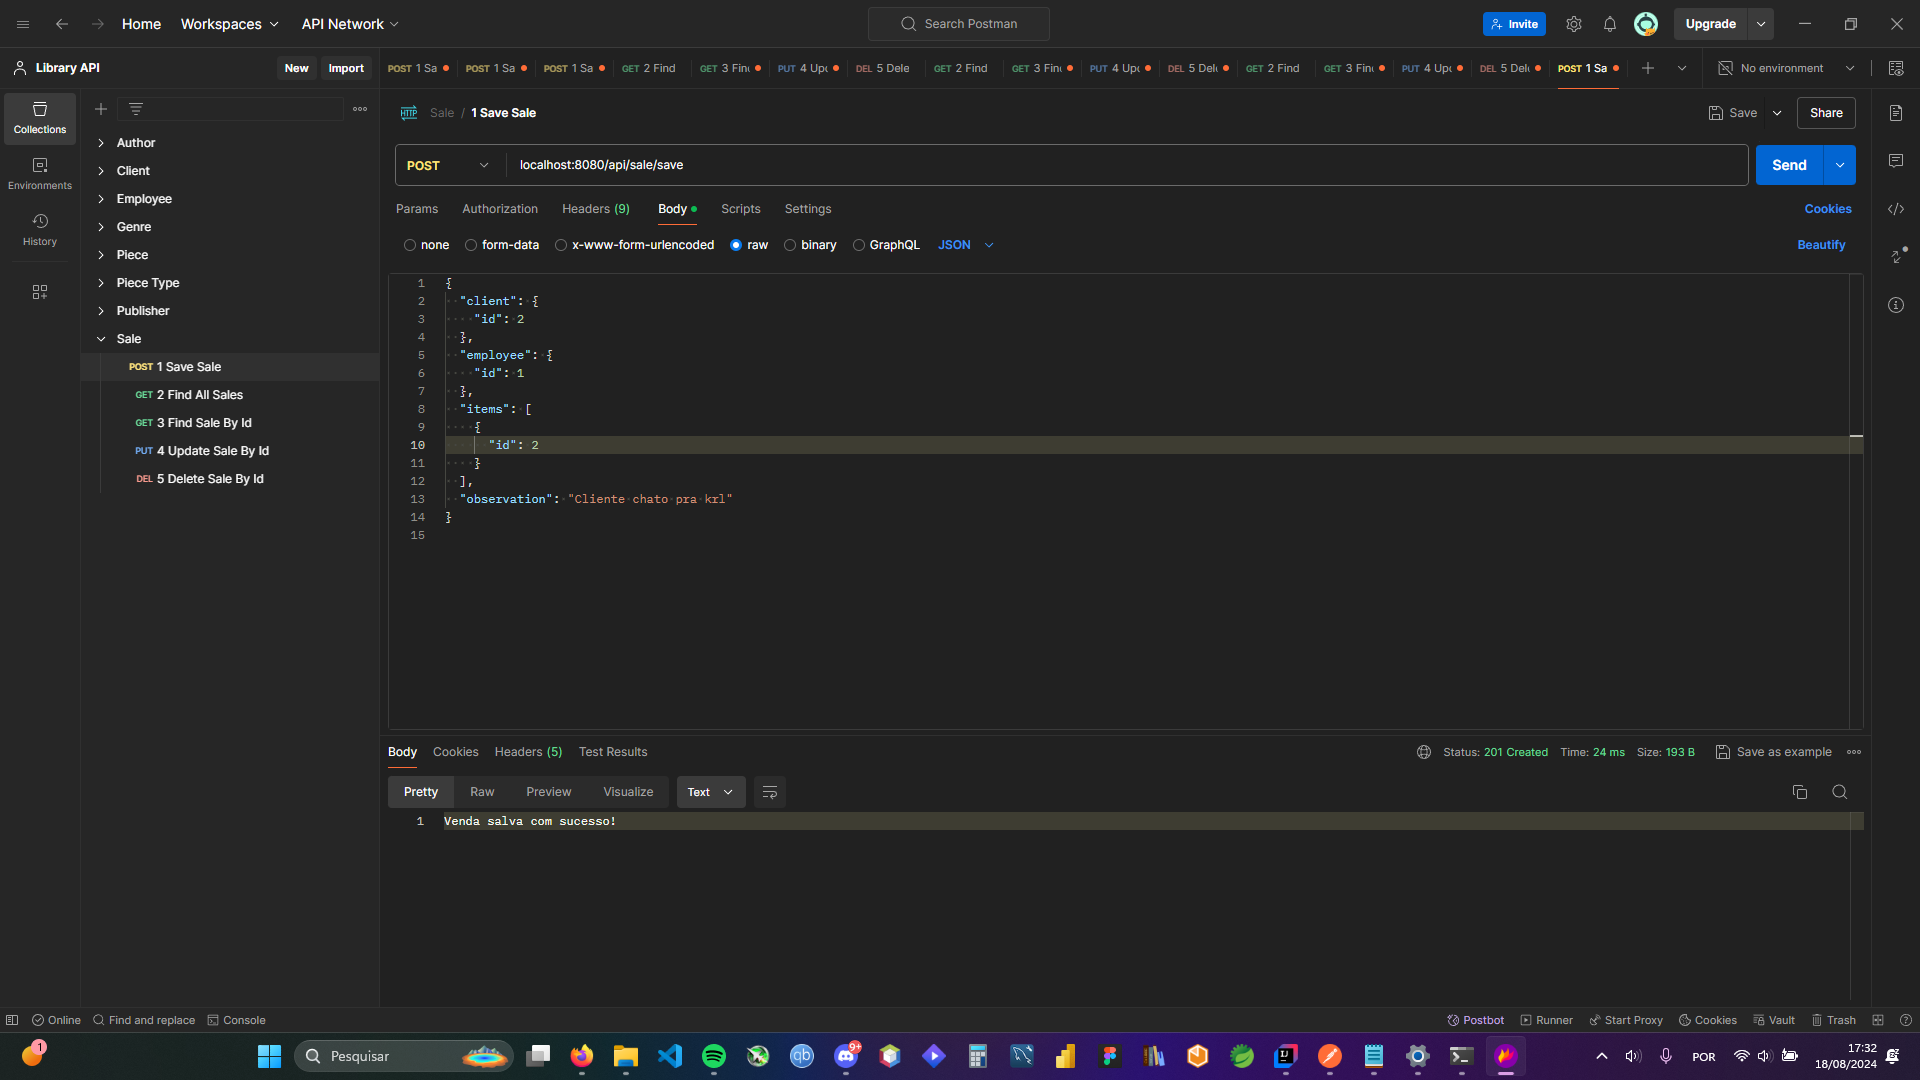 Home
Workspaces
API Network
Search Postman
Invite
Upgrade
Library API
New
Import
POST 1 Sa
POST 1 Sa
POST 1 Sa
GET 2 Find
GET 3 Fin
PUT 4 Up
DEL 5 Dele
GET 2 Find
GET 3 Fin
PUT 4 Up
DEL 5 Del
GET 2 Find
GET 3 Fin
PUT 4 Up
DEL 5 Del
POST 1 Sa
No environment
Collections
Environments
History
Author
Client
Employee
Genre
Piece
Piece Type
Publisher
Sale
POST 1 Save Sale
GET 2 Find All Sales
GET 3 Find Sale By Id
PUT 4 Update Sale By Id
DEL 5 Delete Sale By Id
HTTP Sale / 1 Save Sale
Save
Share
POST
localhost:8080/api/sale/save
Send
Params
Authorization
Headers (9)
Body
Scripts
Settings
Cookies
none
form-data
x-www-form-urlencoded
raw
binary
GraphQL
JSON
Beautify
1 {
2 "client": {
3 "id": 2
4 },
5 "employee": {
6 "id": 1
7 },
8 "items": [
9 {
10 "id": 2
11 }
12 ],
13 "observation": "Cliente chato pra krl"
14 }
15
Body
Cookies
Headers (5)
Test Results
Status: 201 Created
Time: 24 ms
Size: 193 B
Save as example
Pretty
Raw
Preview
Visualize
Text
1 Venda salva com sucesso!
Online
Find and replace
Console
Postbot
Runner
Start Proxy
Cookies
Vault
Trash
1
Pesquisar
qb
9+
IJ
POR
17:32
18/08/2024